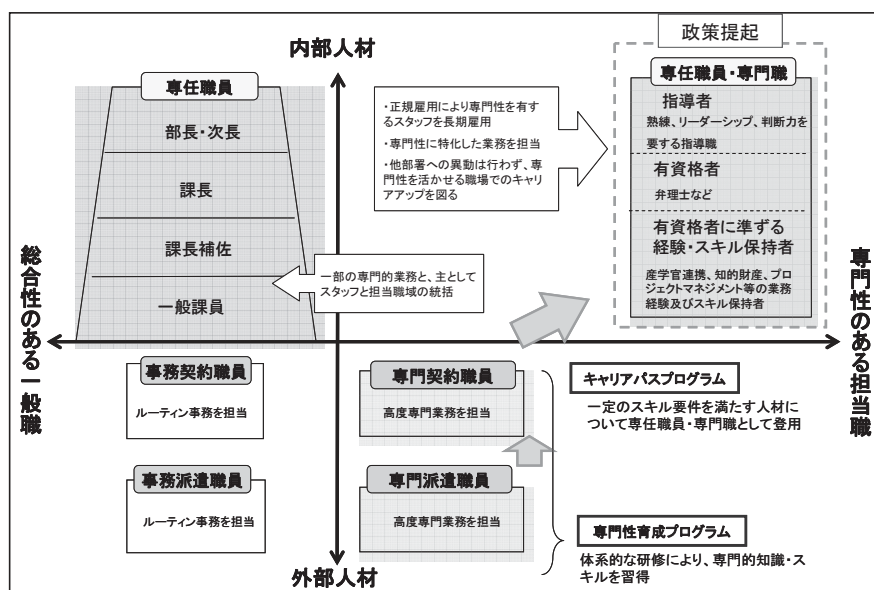 内部人材
政策提起
専任職員
部長・次長
課長
課長補佐
一般課員
・正規雇用により専門性を有する
スタッフを長期雇用
・専門性に特化した業務を担当
・他部署への異動は行わず、専
門性を活かせる職場でのキャリ
アアップを図る
専任職員・専門職
指導者
熟練、リーダーシップ、判断力を
要する指導職
有資格者
弁理士など
有資格者に準ずる
経験・スキル保持者
産学官連携、知的財産、プロ
ジェクトマネジメント等の業務
経験及びスキル保持者
一部の専門的業務と、主として
スタッフと担当職域の統括
総合性のある一般職
専門性のある担当職
事務契約職員
ルーティン事務を担当
専門契約職員
高度専門業務を担当
キャリアパスプログラム
一定のスキル要件を満たす人材に
ついて専任職員・専門職として登用
事務派遣職員
ルーティン事務を担当
専門派遣職員
高度専門業務を担当
専門性育成プログラム
体系的な研修により、専門的知識・ス
キルを習得
外部人材